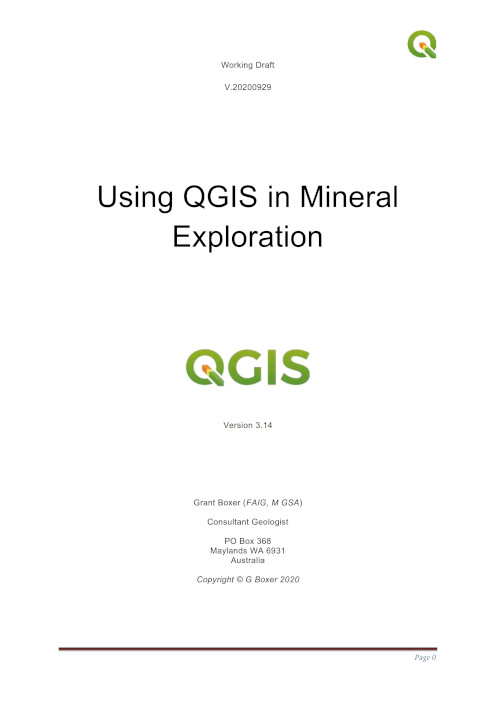 Working Draft
V.20200929
Using QGIS in Mineral
Exploration
QGIS
Version 3.14
Grant Boxer (FAIG, M GSA)
Consultant Geologist
PO Box 368
Maylands WA 6931
Australia
Copyright © G Boxer 2020
Page 0